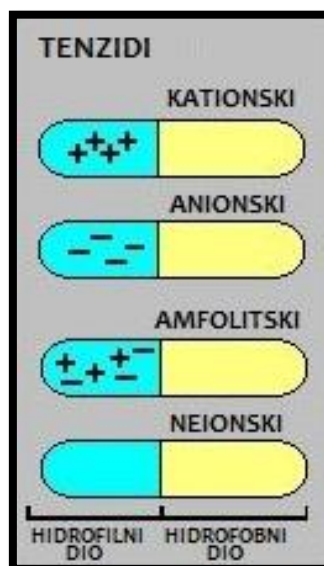 TENZIDI
KATIONSKI
++++
ANIONSKI
– – – –
AMFOLITSKI
+ + + – – –
NEIONSKI
HIDROFILNI DIO
HIDROFOBNI DIO